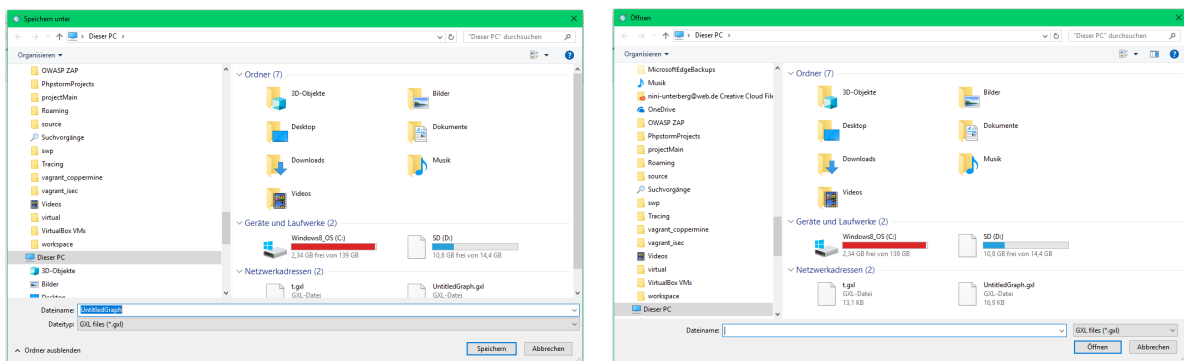 Speichern unter
Dieser PC
"Dieser PC" durchsuchen
Organisieren
OWASP ZAP
PhpstormProjects
projectMain
Roaming
source
Suchvorgänge
swp
Tracing
vagrant_coppermine
vagrant_isec
Videos
virtual
VirtualBox VMs
workspace
Dieser PC
3D-Objekte
Bilder
Desktop
Ordner (7)
3D-Objekte
Bilder
Desktop
Dokumente
Downloads
Musik
Videos
Geräte und Laufwerke (2)
Windows8_OS (C:)
2,34 GB frei von 139 GB
SD (D:)
10,8 GB frei von 14,4 GB
Netzwerkadressen (2)
t.gxl
GXL-Datei
UntitledGraph.gxl
GXL-Datei
Dateiname: UntitledGraph
Dateityp: GXL files (*.gxl)
Ordner ausblenden
Speichern
Abbrechen
Öffnen
Dieser PC
"Dieser PC" durchsuchen
Organisieren
MicrosoftEdgeBackups
Musik
nini-unterberg@web.de Creative Cloud File
OneDrive
OWASP ZAP
PhpstormProjects
projectMain
Roaming
source
Suchvorgänge
swp
Tracing
vagrant_coppermine
vagrant_isec
Videos
virtual
VirtualBox VMs
workspace
Dieser PC
Ordner (7)
3D-Objekte
Bilder
Desktop
Dokumente
Downloads
Musik
Videos
Geräte und Laufwerke (2)
Windows8_OS (C:)
2,34 GB frei von 139 GB
SD (D:)
10,8 GB frei von 14,4 GB
Netzwerkadressen (2)
t.gxl
GXL-Datei
13,1 KB
UntitledGraph.gxl
GXL-Datei
16,9 KB
Dateiname:
GXL files (*.gxl)
Öffnen
Abbrechen